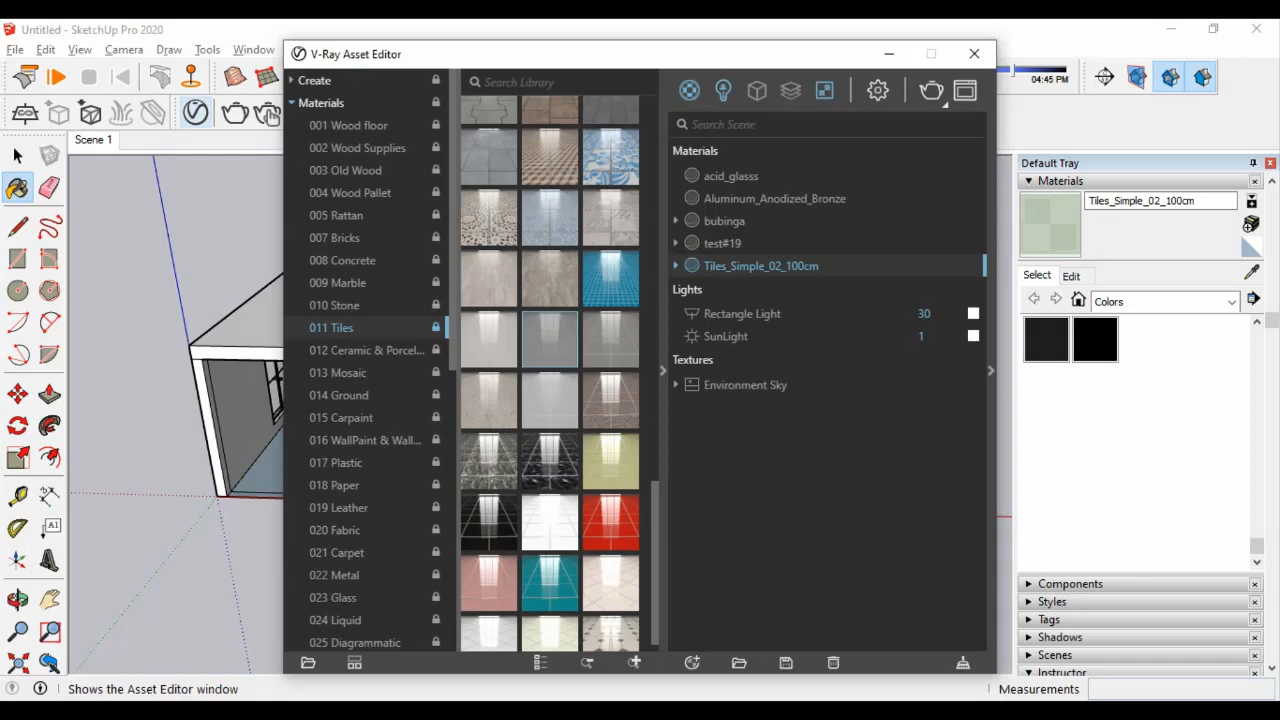 Untitled - SketchUp Pro 2020
File Edit View Camera Draw Tools Window
V-Ray Asset Editor
04:45 PM
Scene 1
Create
Materials
001 Wood floor
002 Wood Supplies
003 Old Wood
004 Wood Pallet
005 Rattan
007 Bricks
008 Concrete
009 Marble
010 Stone
011 Tiles
012 Ceramic & Porcel...
013 Mosaic
014 Ground
015 Carpaint
016 WallPaint & Wall...
017 Plastic
018 Paper
019 Leather
020 Fabric
021 Carpet
022 Metal
023 Glass
024 Liquid
025 Diagrammatic
Search Library
Search Scene
Materials
acid_glasss
Aluminum_Anodized_Bronze
bubinga
test#19
Tiles_Simple_02_100cm
Lights
Rectangle Light 30
SunLight 1
Textures
Environment Sky
Default Tray
Materials
Tiles_Simple_02_100cm
Select Edit
Colors
Components
Styles
Tags
Shadows
Scenes
Instructor
A1
Shows the Asset Editor window
Measurements